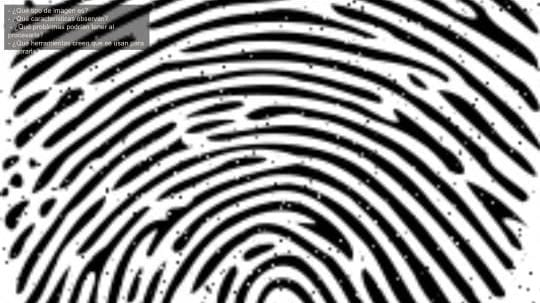 - ¿Qué tipo de imagen es?
- ¿Qué características observan?
- ¿Qué problemas podrían tener al
procesarla?
- ¿Qué herramientas creen que se usan para